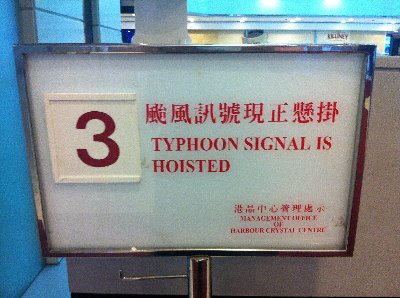 KILLINEY
3
颱風訊號現正懸掛
TYPHOON SIGNAL IS
HOISTED
港晶中心管理處示
MANAGEMENT OFFICE
OF
HARBOUR CRYSTAL CENTRE